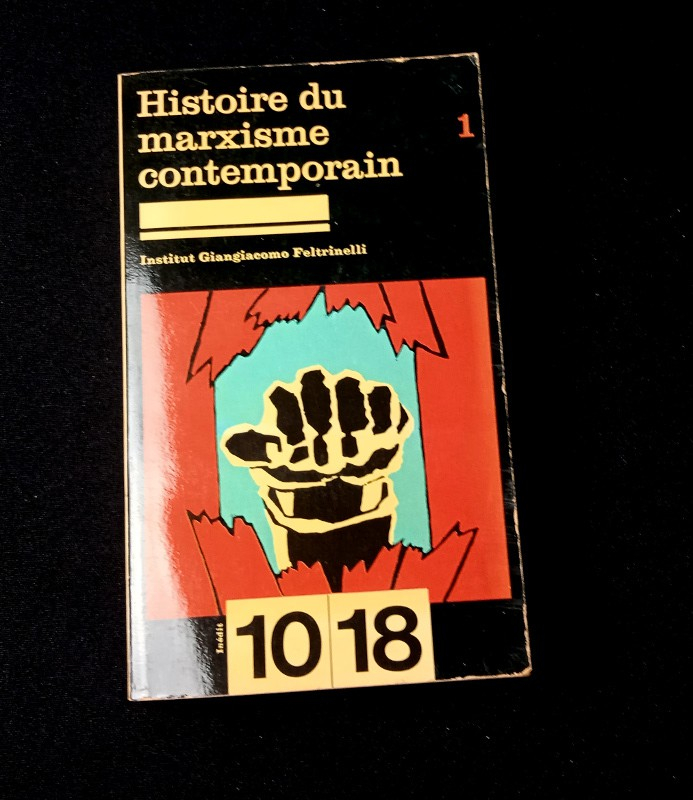 Histoire du
marxisme
contemporain
1
Institut Giangiacomo Feltrinelli
Inédit
10 18